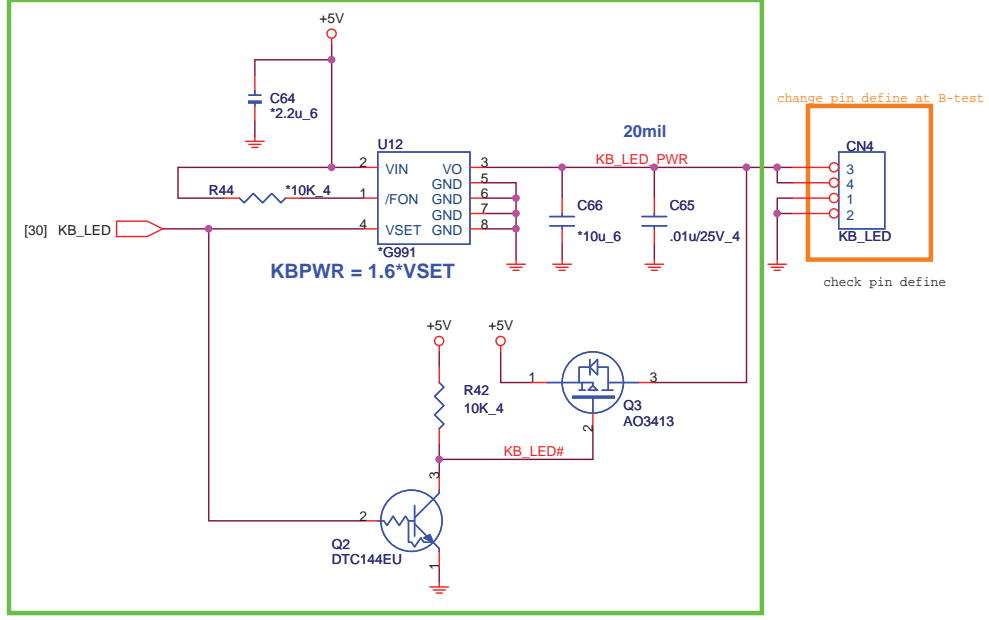 +5V
C64
*2.2u_6
change pin define at B-test
20mil
U12
CN4
2
VIN
VO
3
KB_LED_PWR
3
GND
5
4
R44
*10K_4
1
/FON
GND
6
1
C66
C65
GND
7
2
[30]
KB_LED
4
VSET
GND
8
*10u_6
.01u/25V_4
KB_LED
*G991
KBPWR = 1.6*VSET
check pin define
+5V
+5V
1
3
R42
10K_4
Q3
AO3413
2
KB_LED#
3
2
Q2
DTC144EU
1